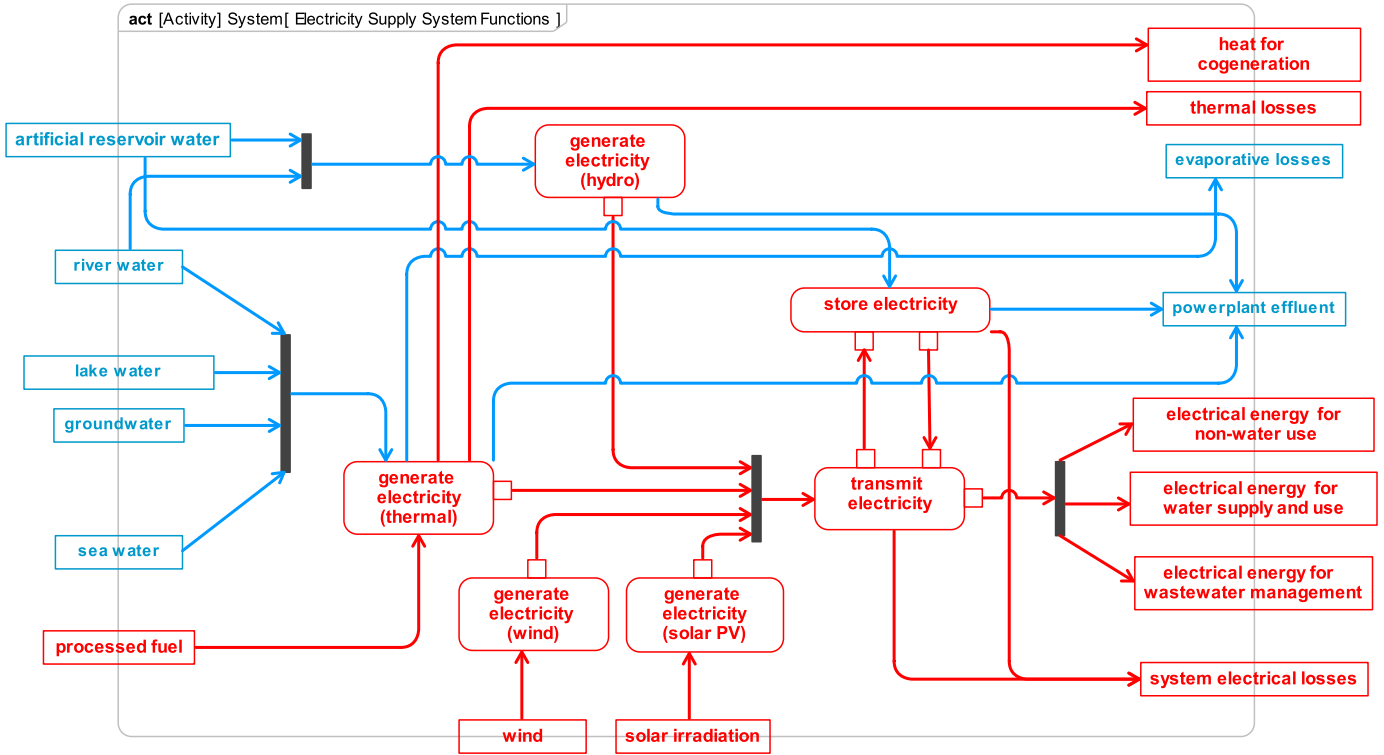 act [Activity] System[ Electricity Supply System Functions ]
heat for
cogeneration
thermal losses
artificial reservoir water
generate
electricity
(hydro)
evaporative losses
river water
store electricity
powerplant effluent
lake water
groundwater
electrical energy for
non-water use
generate
electricity
(thermal)
transmit
electricity
electrical energy for
water supply and use
sea water
electrical energy for
wastewater management
generate
electricity
(wind)
generate
electricity
(solar PV)
processed fuel
system electrical losses
wind
solar irradiation